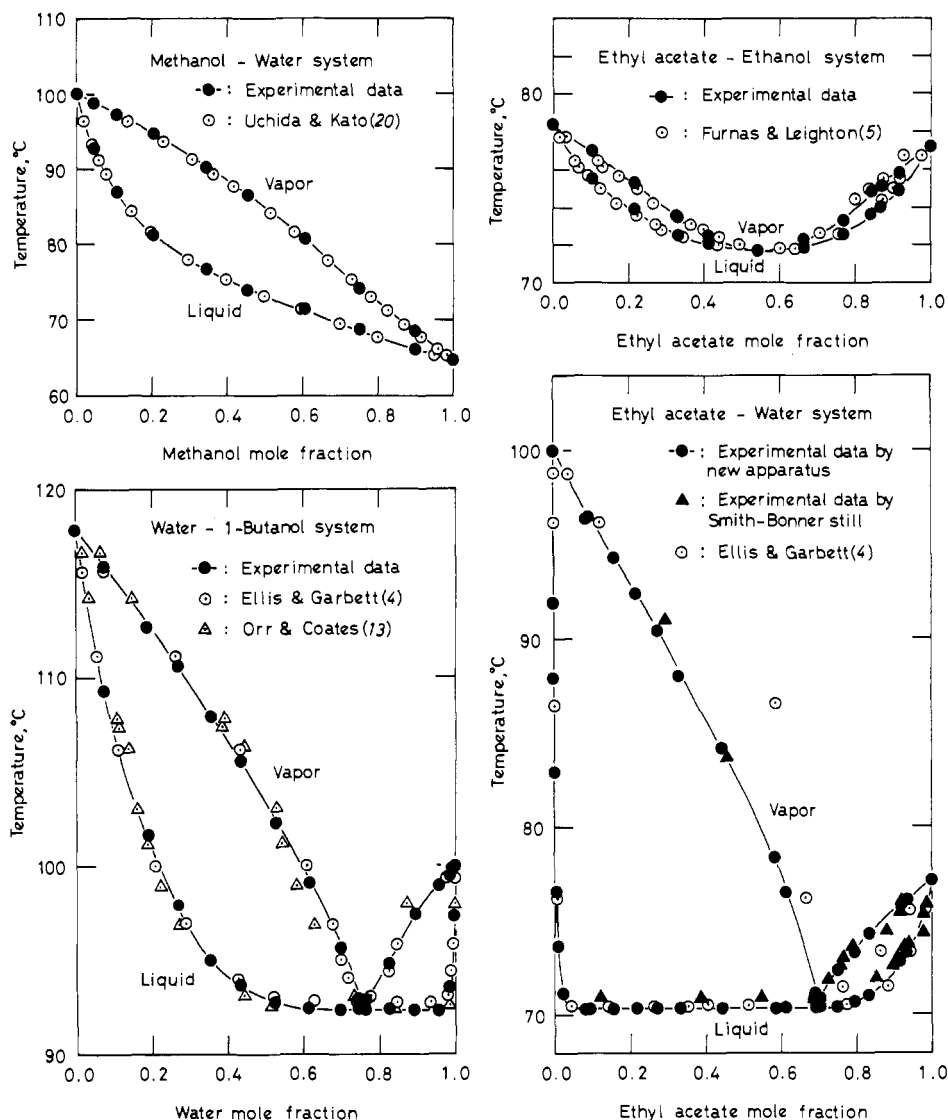 110
100
90
80
70
60
Temperature,°C
Methanol - Water system
: Experimental data
: Uchida & Kato(20)
Vapor
Liquid
0.0 0.2 0.4 0.6 0.8 1.0
Methanol mole fraction
80
70
Temperature,°C
Ethyl acetate - Ethanol system
: Experimental data
: Furnas & Leighton(5)
Vapor
Liquid
0.0 0.2 0.4 0.6 0.8 1.0
Ethyl acetate mole fraction
120
110
100
90
Temperature,°C
Water - 1-Butanol system
: Experimental data
: Ellis & Garbett(4)
: Orr & Coates(13)
Vapor
Liquid
0.0 0.2 0.4 0.6 0.8 1.0
Water mole fraction
100
90
80
70
Temperature,°C
Ethyl acetate - Water system
: Experimental data by
new apparatus
: Experimental data by
Smith-Bonner still
: Ellis & Garbett(4)
Vapor
Liquid
0.0 0.2 0.4 0.6 0.8 1.0
Ethyl acetate mole fraction